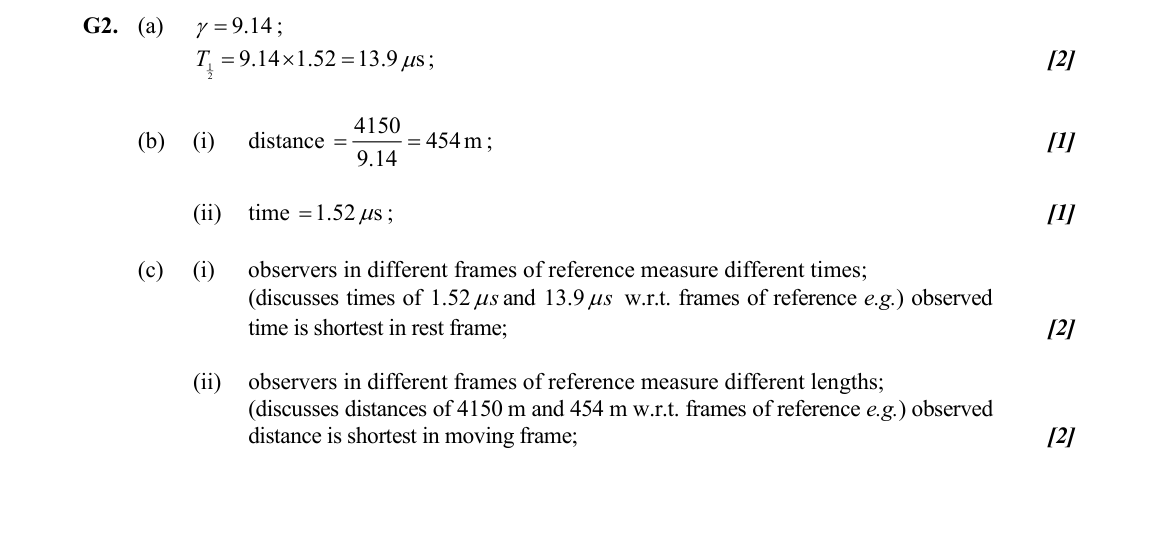 G2. (a) γ = 9.14 ;
T½ = 9.14×1.52 = 13.9 μs ; [2]
(b) (i) distance = 4150/9.14 = 454 m ; [1]
(ii) time = 1.52 μs ; [1]
(c) (i) observers in different frames of reference measure different times;
(discusses times of 1.52 μs and 13.9 μs w.r.t. frames of reference e.g.) observed
time is shortest in rest frame; [2]
(ii) observers in different frames of reference measure different lengths;
(discusses distances of 4150 m and 454 m w.r.t. frames of reference e.g.) observed
distance is shortest in moving frame; [2]